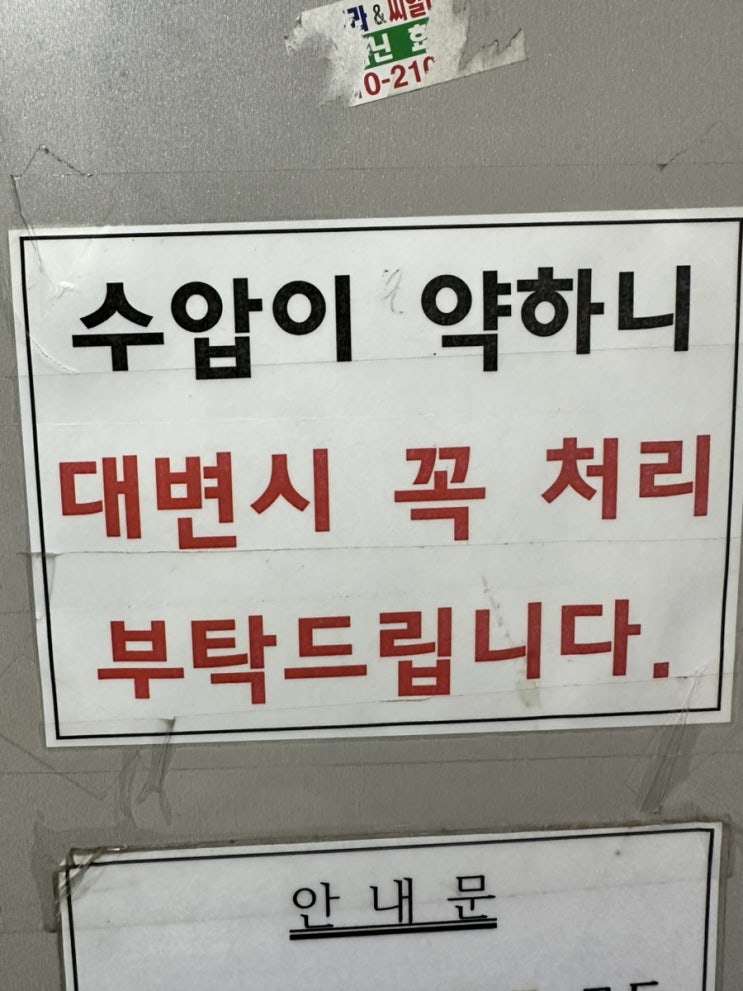 수압이 약하니
대변시 꼭 처리
부탁드립니다.
안내문